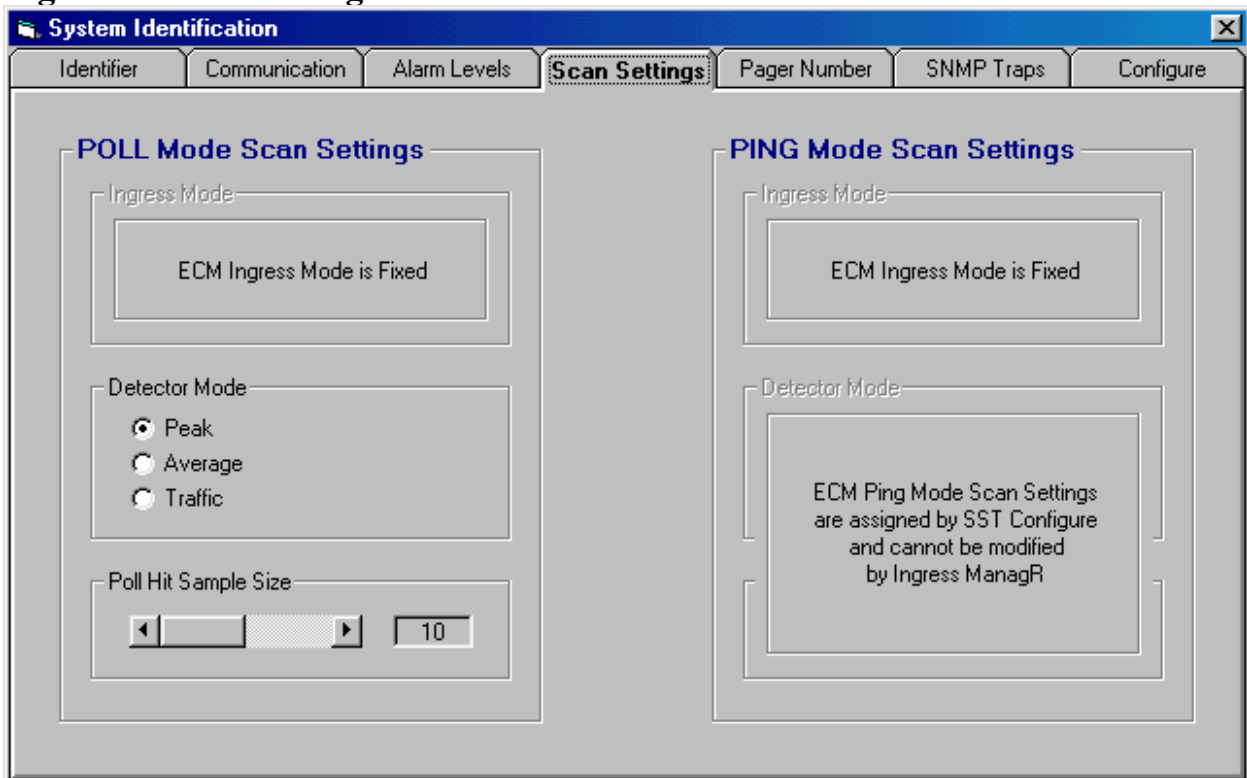 System Identification
Identifier
Communication
Alarm Levels
Scan Settings
Pager Number
SNMP Traps
Configure
POLL Mode Scan Settings
Ingress Mode
ECM Ingress Mode is Fixed
Detector Mode
Peak
Average
Traffic
Poll Hit Sample Size
10
PING Mode Scan Settings
Ingress Mode
ECM Ingress Mode is Fixed
Detector Mode
ECM Ping Mode Scan Settings
are assigned by SST Configure
and cannot be modified
by Ingress ManagR